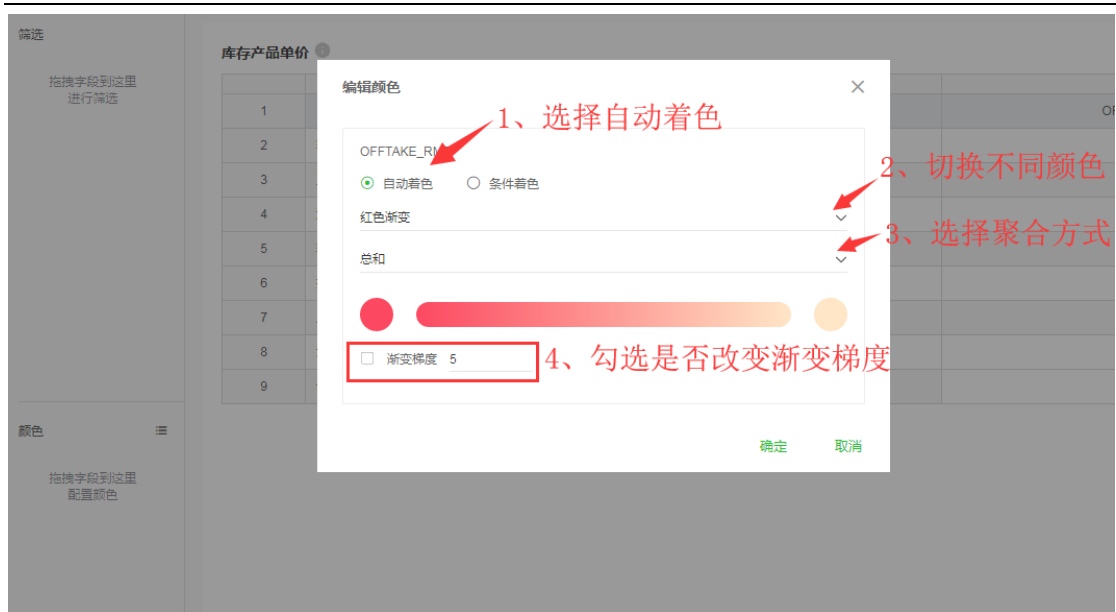 筛选
拖拽字段到这里
进行筛选
库存产品单价
编辑颜色
1、选择自动着色
OFFTAKE_RM
自动着色
条件着色
2、切换不同颜色
红色渐变
3、选择聚合方式
总和
渐变梯度 5
4、勾选是否改变渐变梯度
确定
取消
1
2
3
4
5
6
7
8
9
颜色
拖拽字段到这里
配置颜色